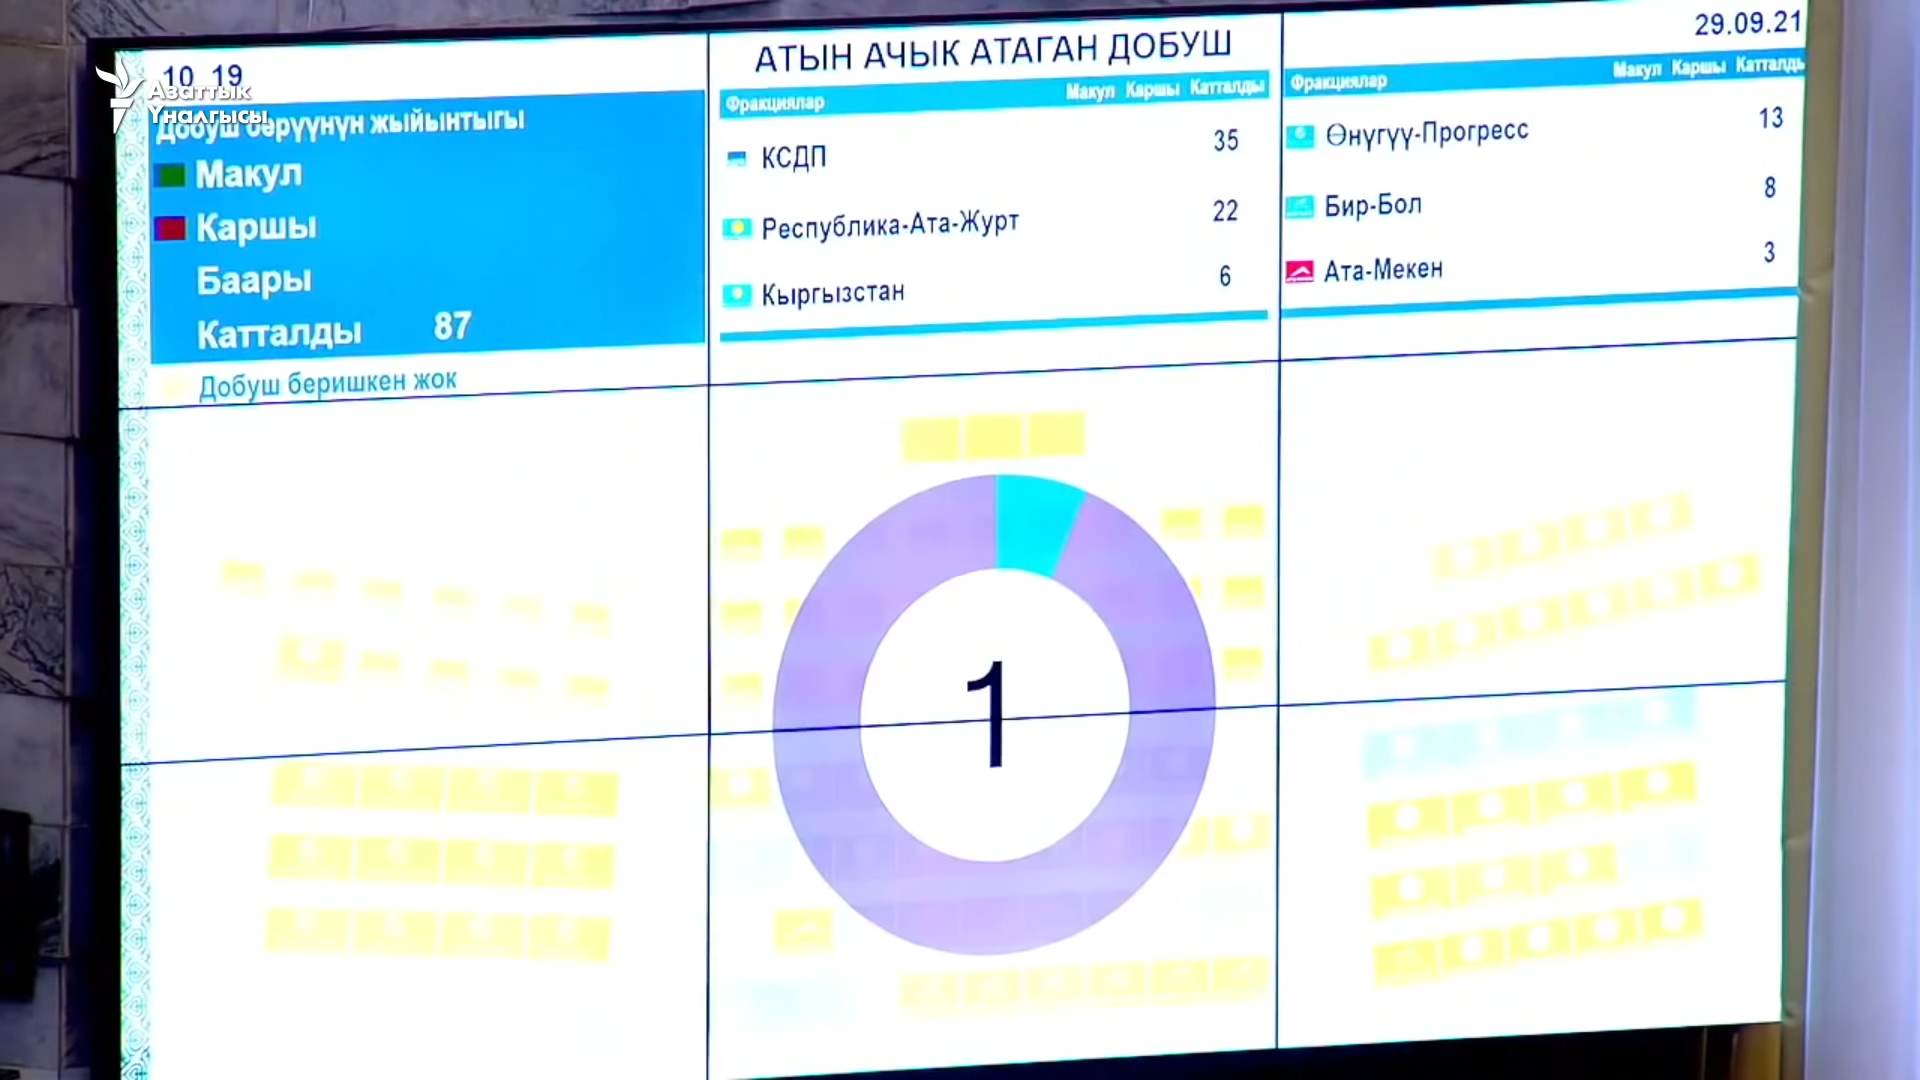 10 19
Азаттык
Үналгысы
Добуш берүүнүн жыйынтыгы
Макул
Каршы
Баары
Катталды 87
Добуш беришкен жок
АТЫН АЧЫК АТАГАН ДОБУШ
Фракциялар Макул Каршы Катталды
КСДП 35
Республика-Ата-Журт 22
Кыргызстан 6
29.09.21
Фракциялар Макул Каршы Катталды
Өнүгүү-Прогресс 13
Бир-Бол 8
Ата-Мекен 3
1